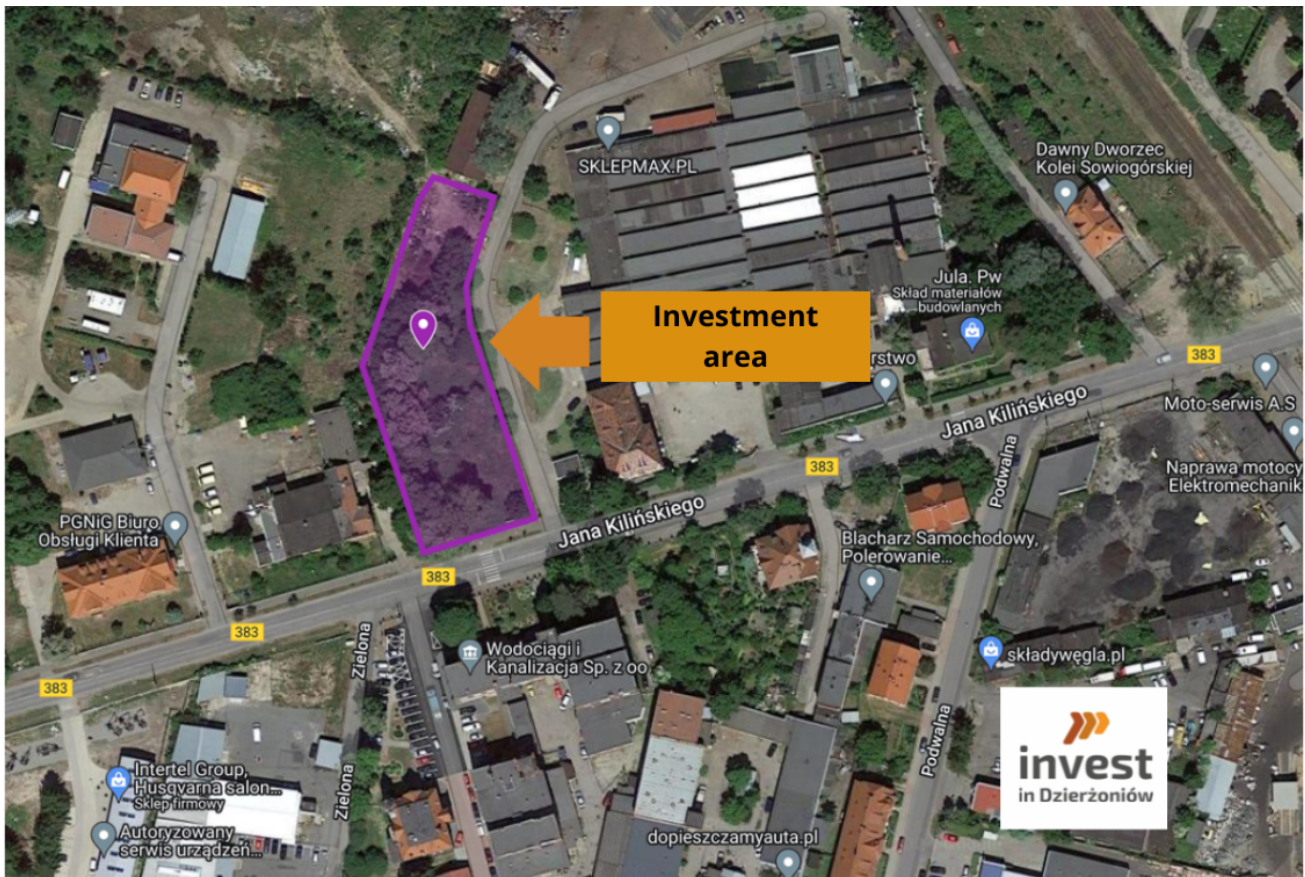 SKLEPMAX.PL
Dawny Dworzec
Kolei Sowiogórskiej
Jula. Pw
Skład materiałów
budowlanych
Investment
area
rstwo
383
Moto-serwis A.S
Jana Kilińskiego
383
Naprawa motocy
Elektromechanik
Podwalna
PGNiG Biuro
Obsługi Klienta
Jana Kilińskiego
Blacharz Samochodowy,
Polerowanie...
383
383
Zielona
Wodociągi i
Kanalizacja Sp. z oo
składywęgla.pl
383
Podwalna
invest
in Dzierżoniów
Intertel Group,
Husqvarna salon...
Sklep firmowy
Zielona
Autoryzowany
serwis urządzeń...
dopieszczamyauta.pl